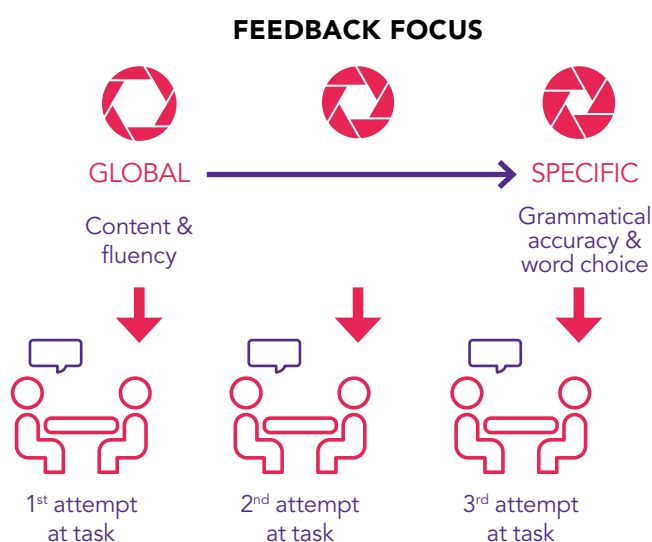 FEEDBACK FOCUS
GLOBAL
SPECIFIC
Content &
fluency
Grammatical
accuracy &
word choice
1st attempt
at task
2nd attempt
at task
3rd attempt
at task